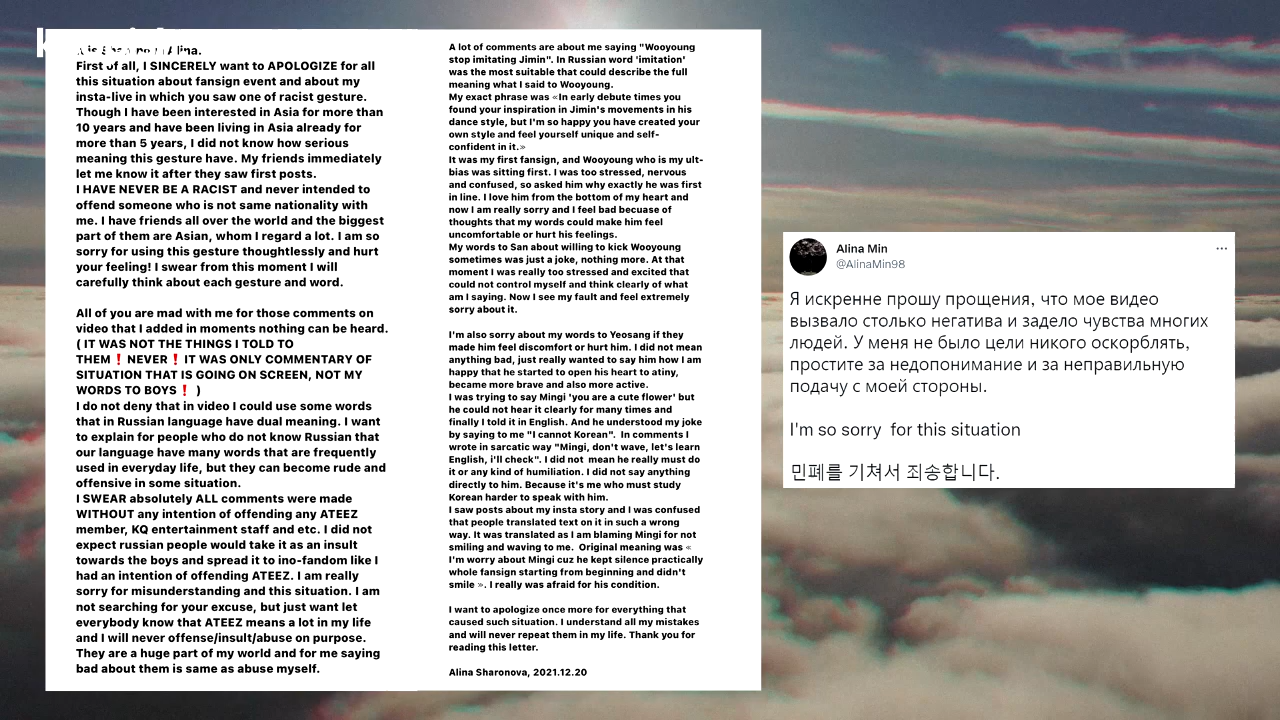 First of all, I SINCERELY want to APOLOGIZE for all
this situation about fansign event and about my
insta-live in which you saw one of racist gesture.
Though I have been interested in Asia for more than
10 years and have been living in Asia already for
more than 5 years, I did not know how serious
meaning this gesture have. My friends immediately
let me know it after they saw first posts.
I HAVE NEVER BE A RACIST and never intended to
offend someone who is not same nationality with
me. I have friends all over the world and the biggest
part of them are Asian, whom I regard a lot. I am so
sorry for using this gesture thoughtlessly and hurt
your feeling! I swear from this moment I will
carefully think about each gesture and word.
All of you are mad with me for those comments on
video that I added in moments nothing can be heard.
( IT WAS NOT THE THINGS I TOLD TO
THEM❗NEVER❗IT WAS ONLY COMMENTARY OF
SITUATION THAT IS GOING ON SCREEN, NOT MY
WORDS TO BOYS❗ )
I do not deny that in video I could use some words
that in Russian language have dual meaning. I want
to explain for people who do not know Russian that
our language have many words that are frequently
used in everyday life, but they can become rude and
offensive in some situation.
I SWEAR absolutely ALL comments were made
WITHOUT any intention of offending any ATEEZ
member, KQ entertainment staff and etc. I did not
expect russian people would take it as an insult
towards the boys and spread it to ino-fandom like I
had an intention of offending ATEEZ. I am really
sorry for misunderstanding and this situation. I am
not searching for your excuse, but just want let
everybody know that ATEEZ means a lot in my life
and I will never offense/insult/abuse on purpose.
They are a huge part of my world and for me saying
bad about them is same as abuse myself.
A lot of comments are about me saying "Wooyoung
stop imitating Jimin". In Russian word 'imitation'
was the most suitable that could describe the full
meaning what I said to Wooyoung.
My exact phrase was «In early debute times you
found your inspiration in Jimin's movements in his
dance style, but I'm so happy you have created your
own style and feel yourself unique and self-
confident in it.»
It was my first fansign, and Wooyoung who is my ult-
bias was sitting first. I was too stressed, nervous
and confused, so asked him why exactly he was first
in line. I love him from the bottom of my heart and
now I am really sorry and I feel bad becuase of
thoughts that my words could make him feel
uncomfortable or hurt his feelings.
My words to San about willing to kick Wooyoung
sometimes was just a joke, nothing more. At that
moment I was really too stressed and excited that
could not control myself and think clearly of what
am I saying. Now I see my fault and feel extremely
sorry about it.
I'm also sorry about my words to Yeosang if they
made him feel discomfort or hurt him. I did not mean
anything bad, just really wanted to say him how I am
happy that he started to open his heart to atiny,
became more brave and also more active.
I was trying to say Mingi 'you are a cute flower' but
he could not hear it clearly for many times and
finally I told it in English. And he understood my joke
by saying to me "I cannot Korean". In comments I
wrote in sarcatic way "Mingi, don't wave, let's learn
English, i'll check". I did not mean he really must do
it or any kind of humiliation. I did not say anything
directly to him. Because it's me who must study
Korean harder to speak with him.
I saw posts about my insta story and I was confused
that people translated text on it in such a wrong
way. It was translated as I am blaming Mingi for not
smiling and waving to me. Original meaning was «
I'm worry about Mingi cuz he kept silence practically
whole fansign starting from beginning and didn't
smile ». I really was afraid for his condition.
I want to apologize once more for everything that
caused such situation. I understand all my mistakes
and will never repeat them in my life. Thank you for
reading this letter.
Alina Sharonova, 2021.12.20
Alina Min
@AlinaMin98
Я искренне прошу прощения, что мое видео
вызвало столько негатива и задело чувства многих
людей. У меня не было цели никого оскорблять,
простите за недопонимание и за неправильную
подачу с моей стороны.
I'm so sorry for this situation
민폐를 기쳐서 죄송합니다.